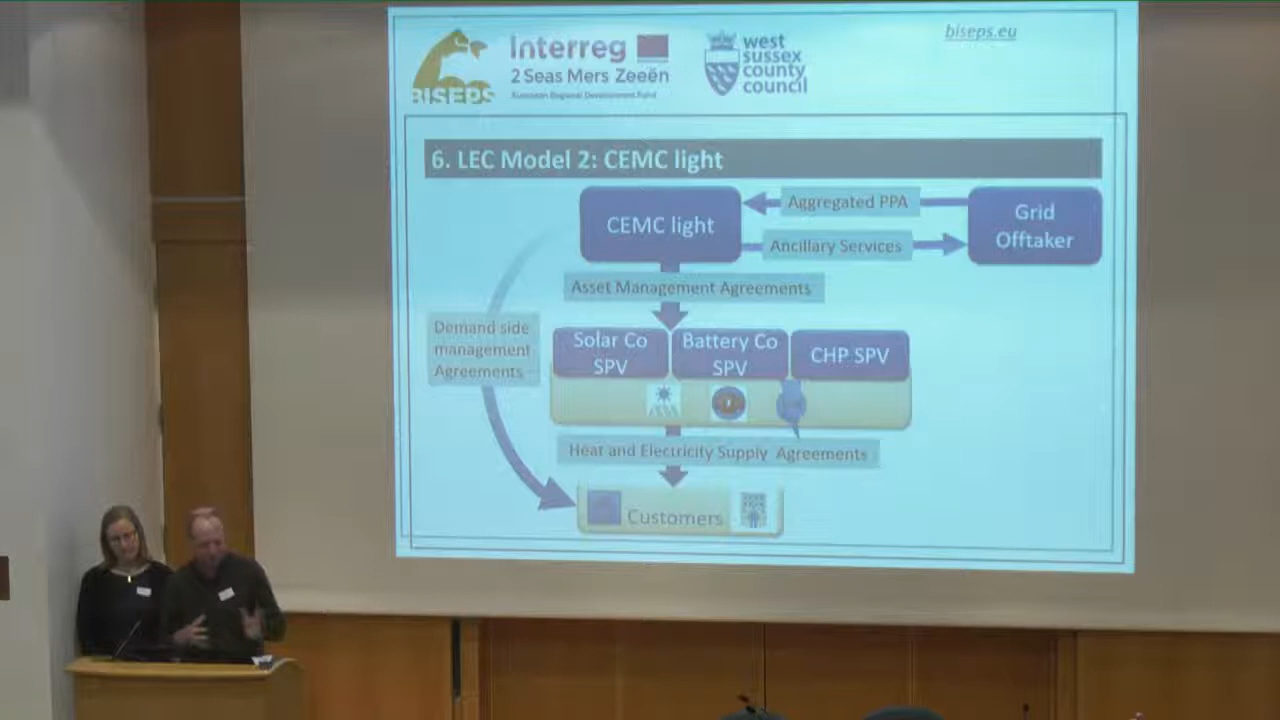 biseps.eu
BISEPS
Interreg
2 Seas Mers Zeeën
European Regional Development Fund
west
sussex
county
council
6. LEC Model 2: CEMC light
CEMC light
Aggregated PPA
Ancillary Services
Grid
Offtaker
Asset Management Agreements
Demand side
management
Agreements
Solar Co
SPV
Battery Co
SPV
CHP SPV
Heat and Electricity Supply Agreements
Customers